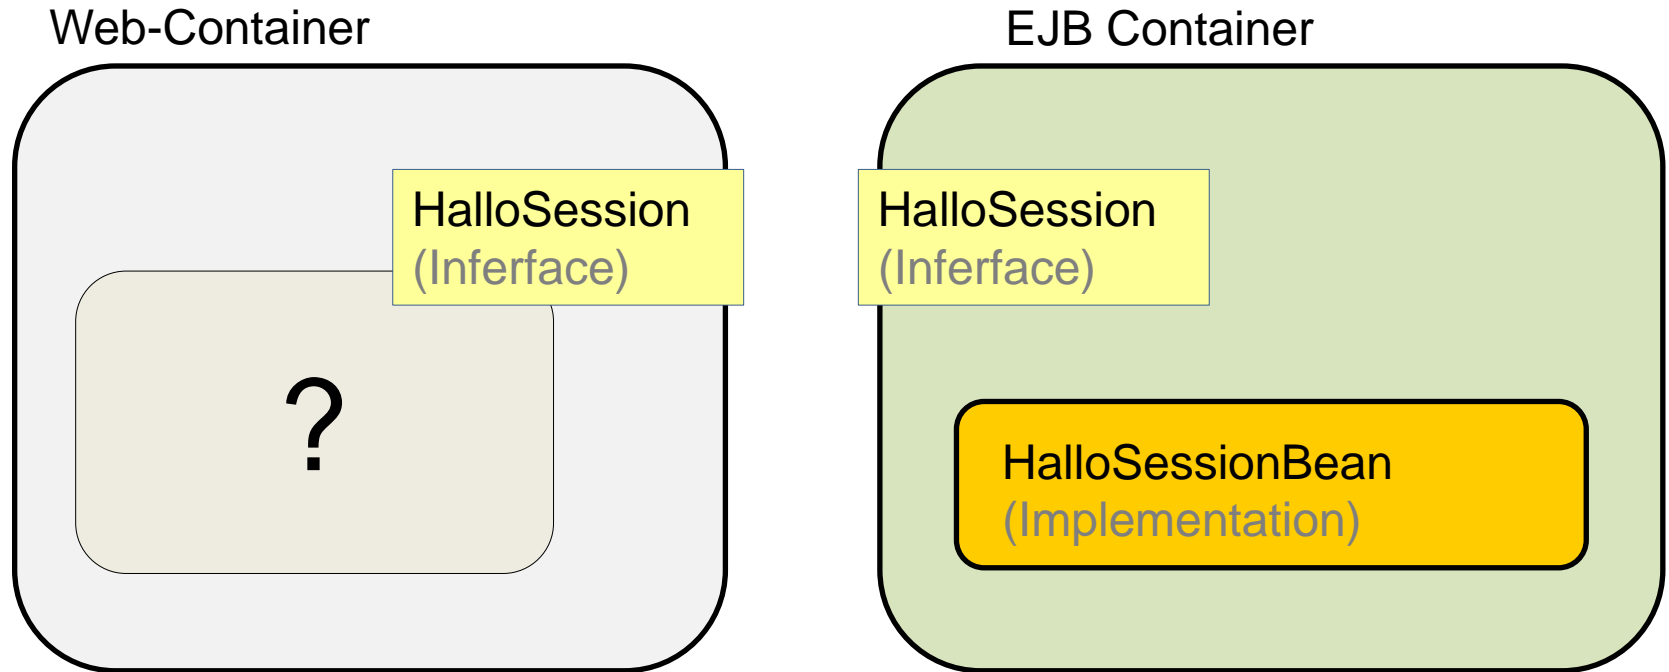 Web-Container
EJB Container
HalloSession
(Inferface)
HalloSession
(Inferface)
?
HalloSessionBean
(Implementation)